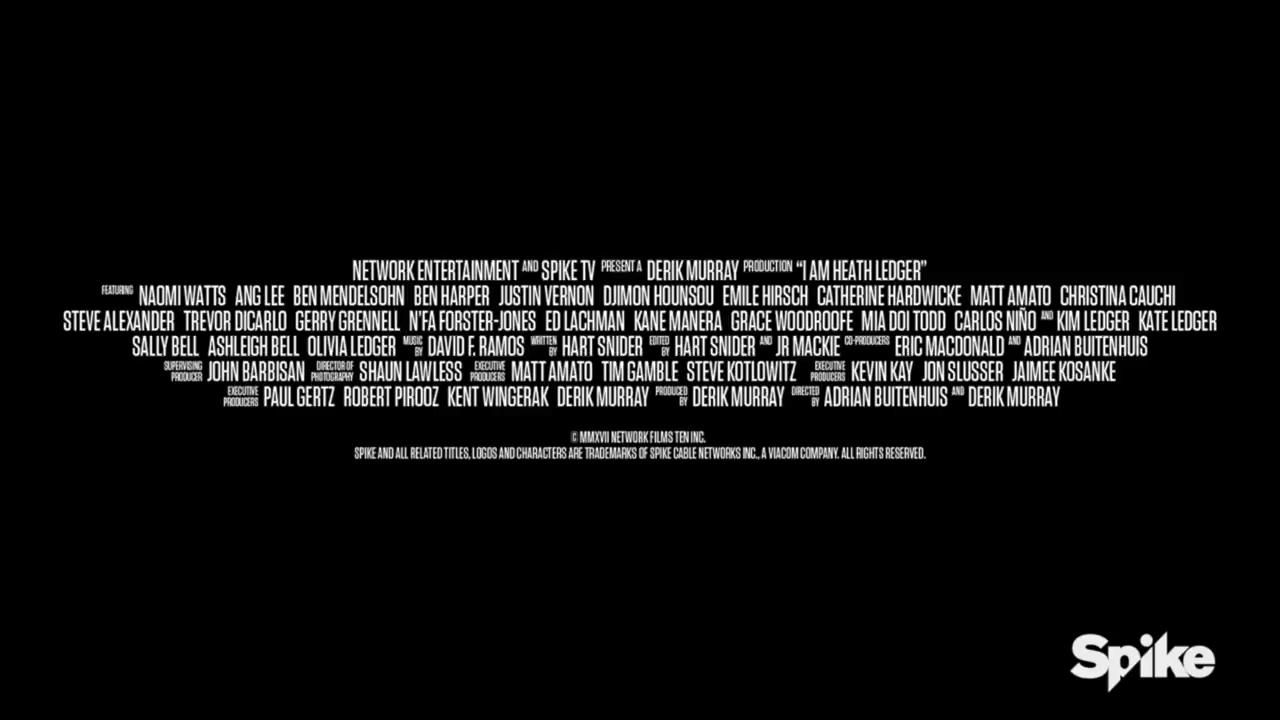 NETWORK ENTERTAINMENT AND SPIKE TV PRESENT A DERIK MURRAY PRODUCTION “I AM HEATH LEDGER”
FEATURING NAOMI WATTS ANG LEE BEN MENDELSOHN BEN HARPER JUSTIN VERNON DJIMON HOUNSOU EMILE HIRSCH CATHERINE HARDWICKE MATT AMATO CHRISTINA CAUCHI
STEVE ALEXANDER TREVOR DICARLO GERRY GRENNELL N'FA FORSTER-JONES ED LACHMAN KANE MANERA GRACE WOODROOFE MIA DOI TODD CARLOS NIÑO AND KIM LEDGER KATE LEDGER
SALLY BELL ASHLEIGH BELL OLIVIA LEDGER MUSIC BY DAVID F. RAMOS WRITTEN BY HART SNIDER EDITED BY HART SNIDER AND JR MACKIE CO-PRODUCERS ERIC MACDONALD AND ADRIAN BUITENHUIS
SUPERVISING PRODUCER JOHN BARBISAN DIRECTOR OF PHOTOGRAPHY SHAUN LAWLESS EXECUTIVE PRODUCERS MATT AMATO TIM GAMBLE STEVE KOTLOWITZ EXECUTIVE PRODUCERS KEVIN KAY JON SLUSSER JAIMEE KOSANKE
EXECUTIVE PRODUCERS PAUL GERTZ ROBERT PIROOZ KENT WINGERAK DERIK MURRAY PRODUCED BY DERIK MURRAY DIRECTED BY ADRIAN BUITENHUIS AND DERIK MURRAY
© MMXVII NETWORK FILMS TEN INC.
SPIKE AND ALL RELATED TITLES, LOGOS AND CHARACTERS ARE TRADEMARKS OF SPIKE CABLE NETWORKS INC., A VIACOM COMPANY. ALL RIGHTS RESERVED.
Spike